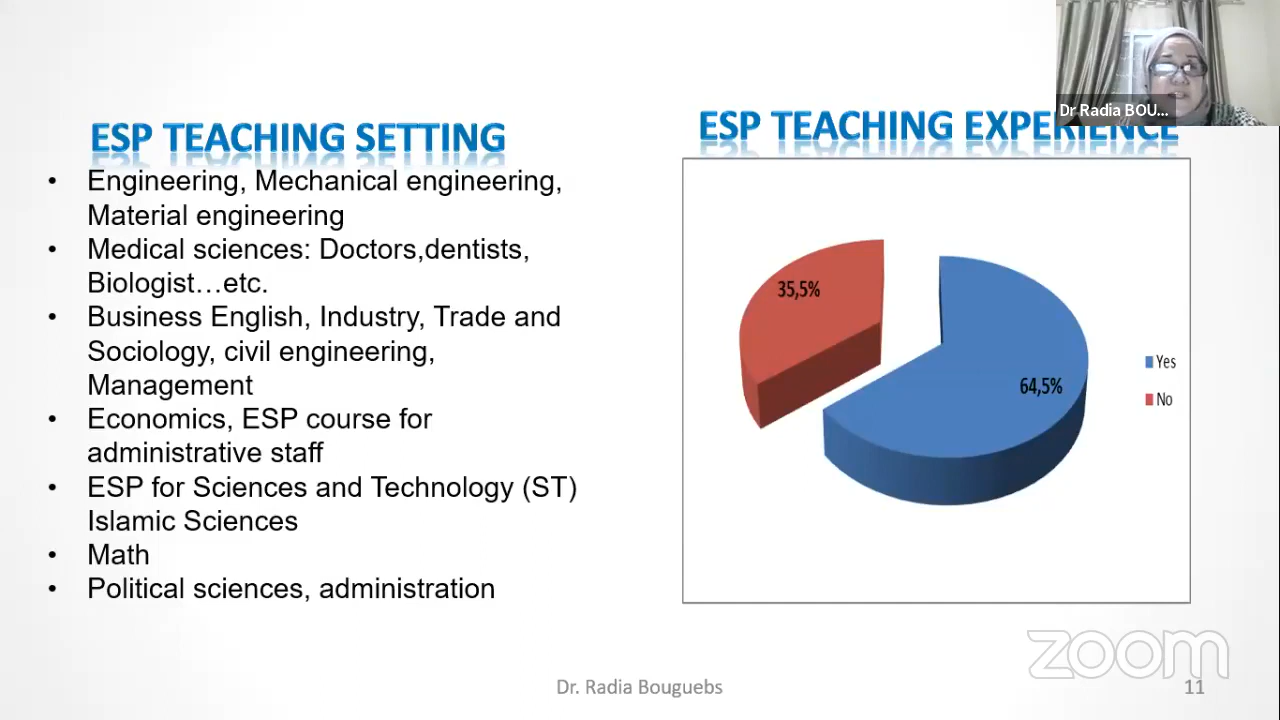 ESP TEACHING SETTING
• Engineering, Mechanical engineering,
Material engineering
• Medical sciences: Doctors,dentists,
Biologist…etc.
• Business English, Industry, Trade and
Sociology, civil engineering,
Management
• Economics, ESP course for
administrative staff
• ESP for Sciences and Technology (ST)
Islamic Sciences
• Math
• Political sciences, administration
ESP TEACHING EXPERIENCE
Dr Radia BOU...
35,5%
64,5%
Yes
No
zoom
Dr. Radia Bouguebs
11